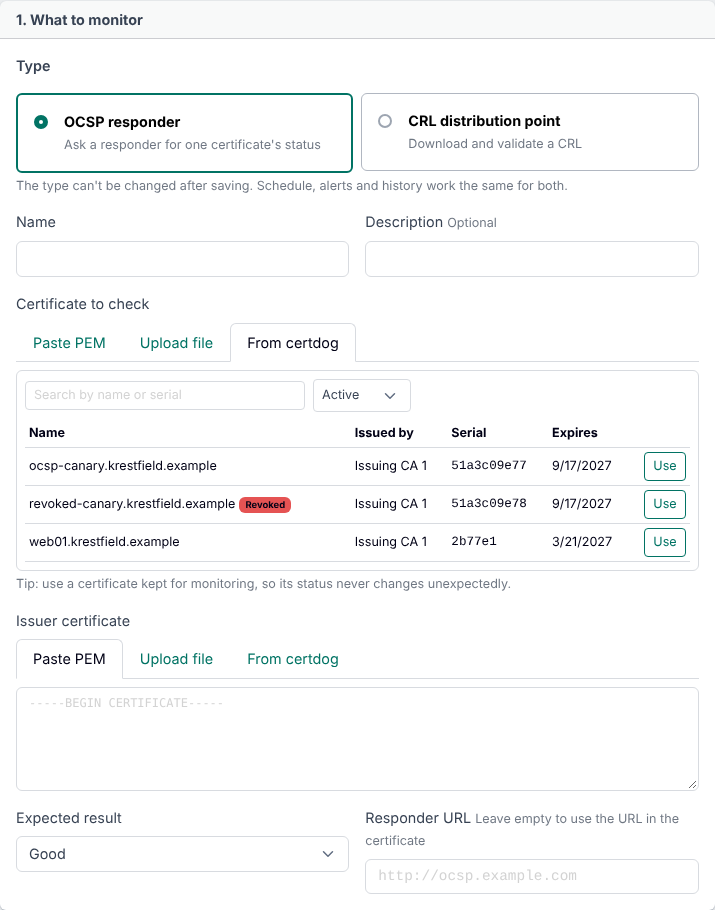 1. What to monitor
Type
OCSP responder
Ask a responder for one certificate's status
CRL distribution point
Download and validate a CRL
The type can't be changed after saving. Schedule, alerts and history work the same for both.
Name
Description Optional
Certificate to check
Paste PEM Upload file From certdog
Search by name or serial Active
Name Issued by Serial Expires
ocsp-canary.krestfield.example Issuing CA 1 51a3c09e77 9/17/2027 Use
revoked-canary.krestfield.example Revoked Issuing CA 1 51a3c09e78 9/17/2027 Use
web01.krestfield.example Issuing CA 1 2b77e1 3/21/2027 Use
Tip: use a certificate kept for monitoring, so its status never changes unexpectedly.
Issuer certificate
Paste PEM Upload file From certdog
-----BEGIN CERTIFICATE-----
Expected result
Good
Responder URL Leave empty to use the URL in the
certificate
http://ocsp.example.com